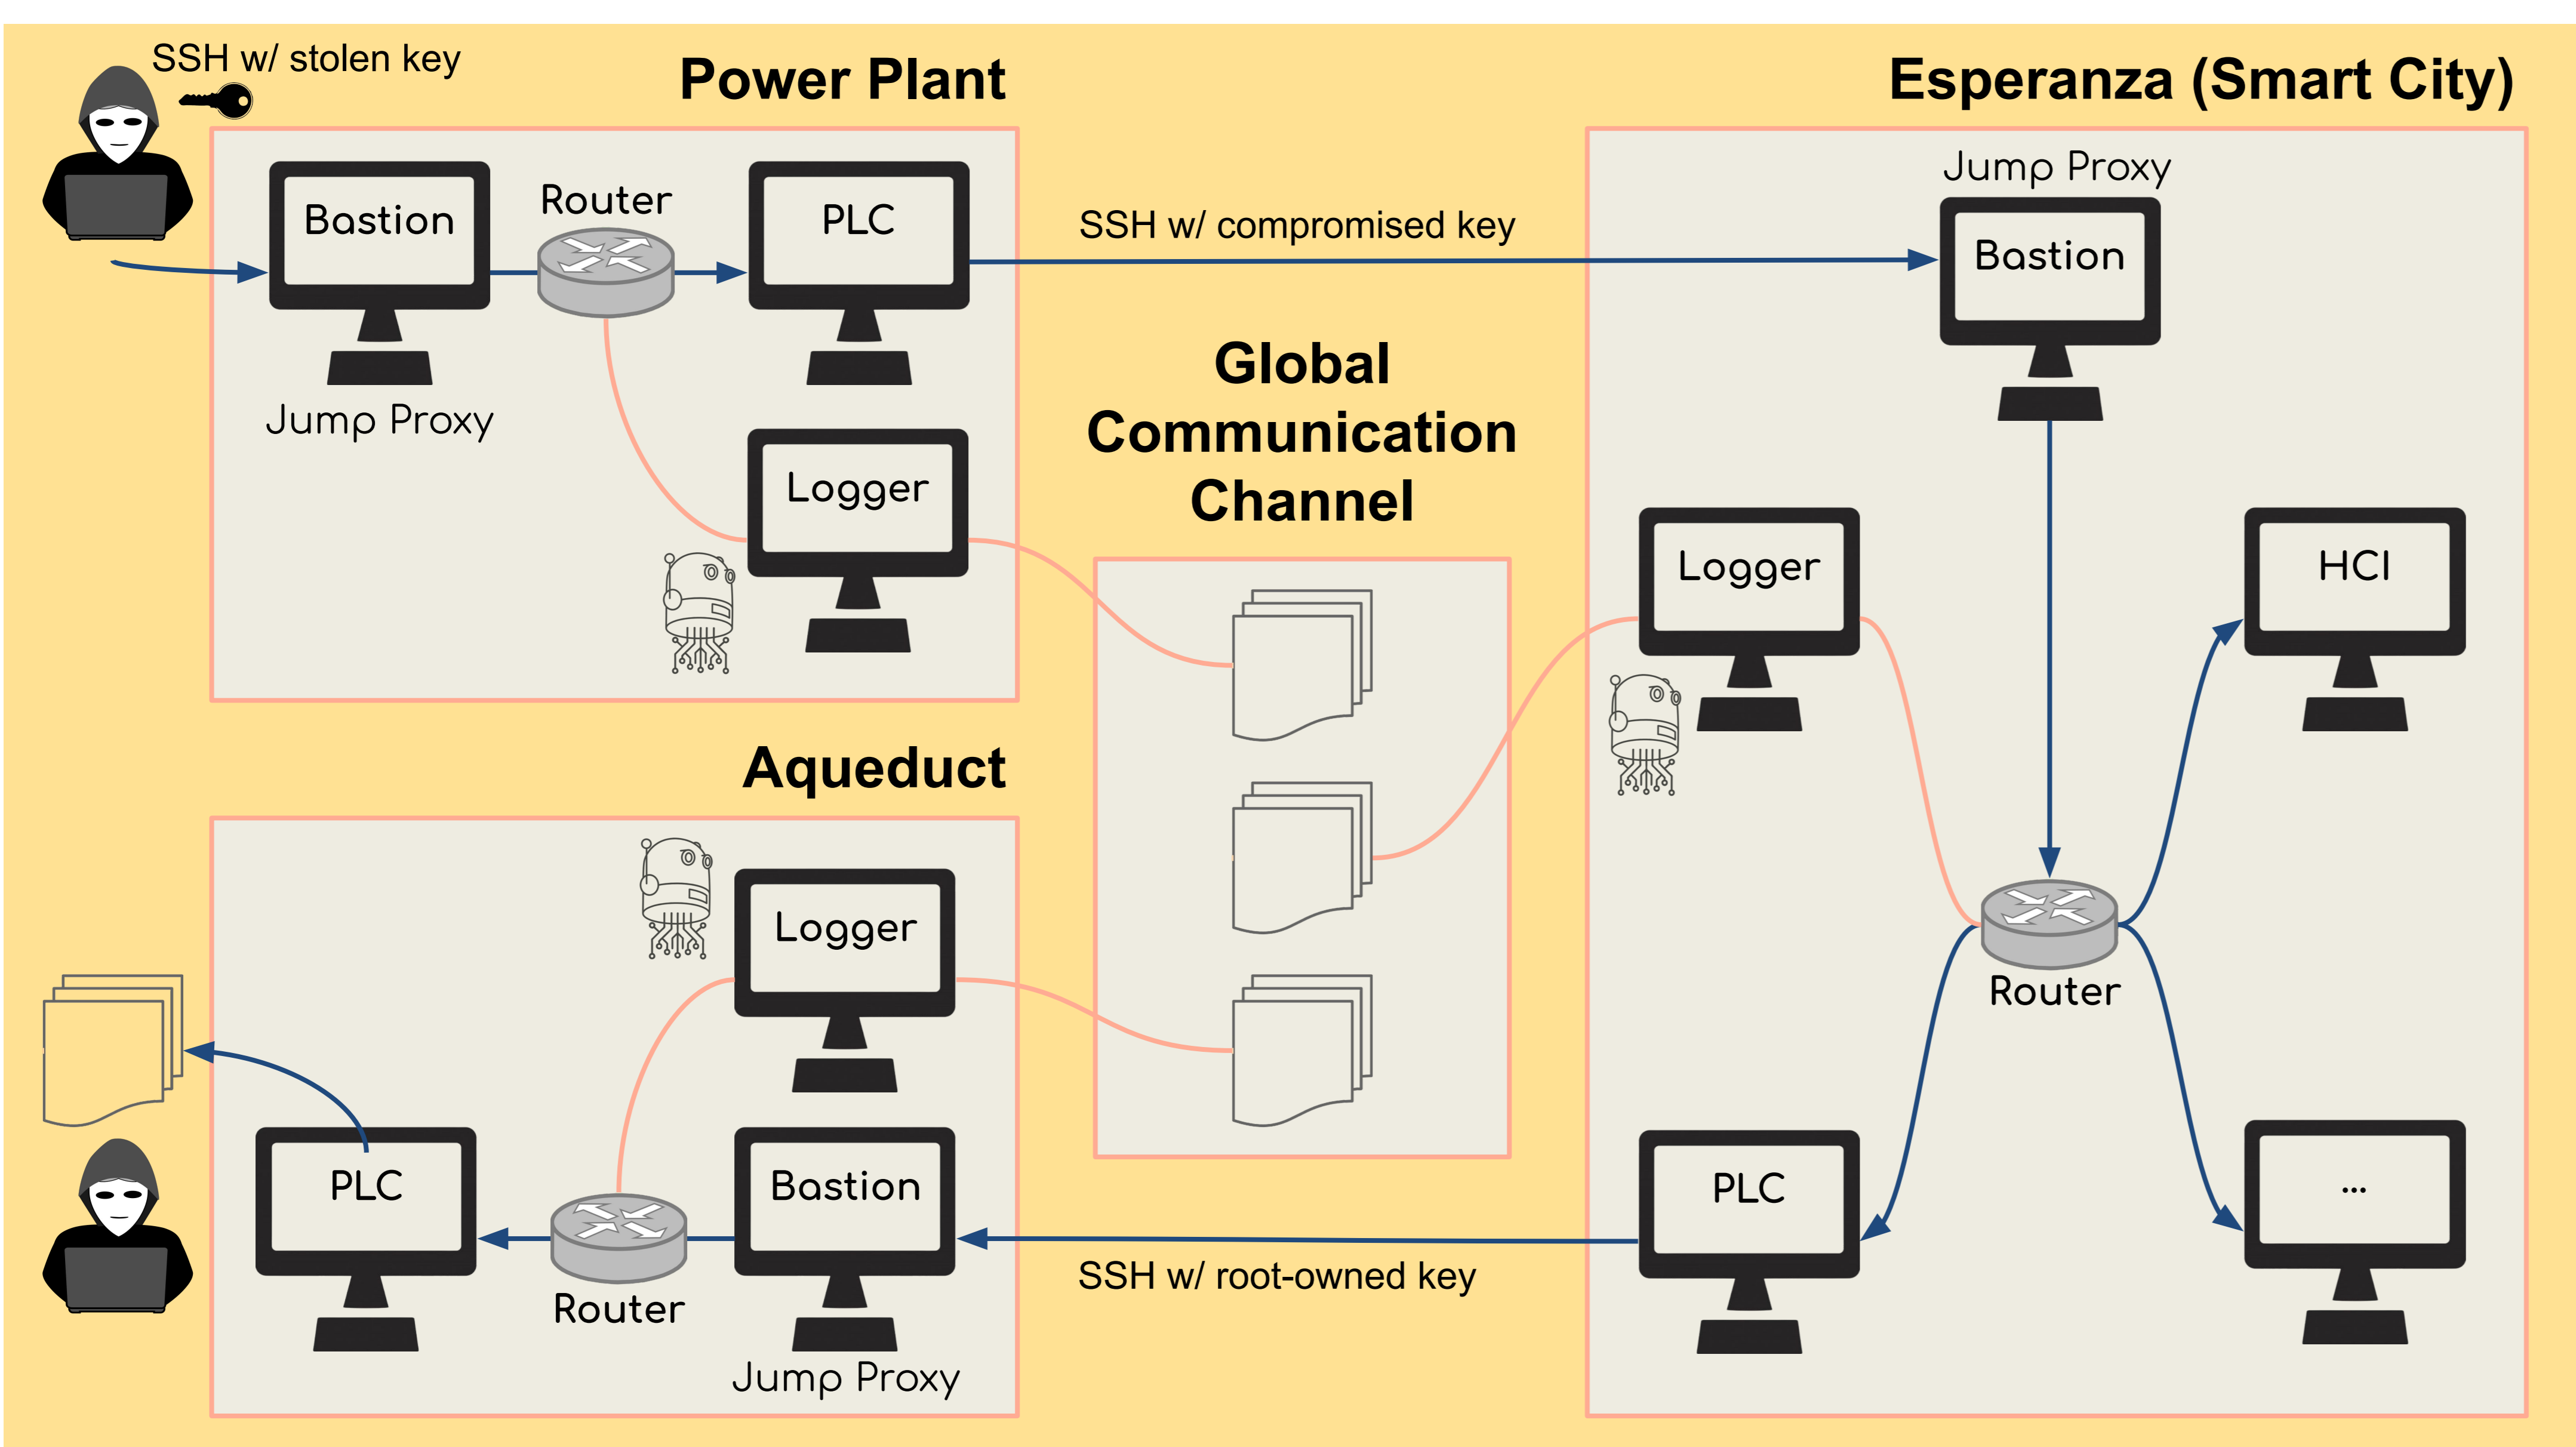 SSH w/ stolen key
Power Plant
Bastion
Router
PLC
Jump Proxy
Logger
SSH w/ compromised key
Esperanza (Smart City)
Jump Proxy
Bastion
Logger
HCI
Router
PLC
...
Global
Communication
Channel
Aqueduct
Logger
PLC
Router
Bastion
Jump Proxy
SSH w/ root-owned key